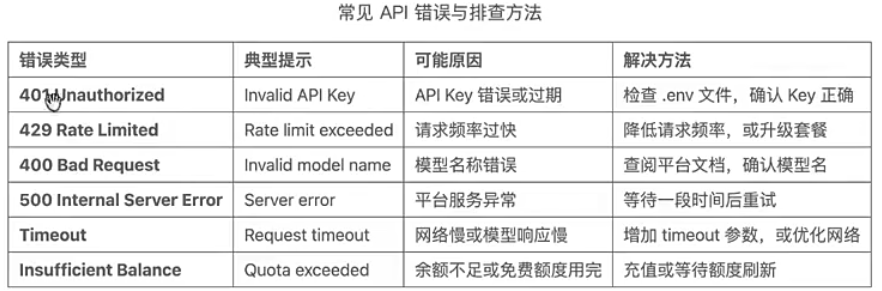 常见 API 错误与排查方法
错误类型 典型提示 可能原因 解决方法
401 Unauthorized Invalid API Key API Key 错误或过期 检查 .env 文件，确认 Key 正确
429 Rate Limited Rate limit exceeded 请求频率过快 降低请求频率，或升级套餐
400 Bad Request Invalid model name 模型名称错误 查阅平台文档，确认模型名
500 Internal Server Error Server error 平台服务异常 等待一段时间后重试
Timeout Request timeout 网络慢或模型响应慢 增加 timeout 参数，或优化网络
Insufficient Balance Quota exceeded 余额不足或免费额度用完 充值或等待额度刷新